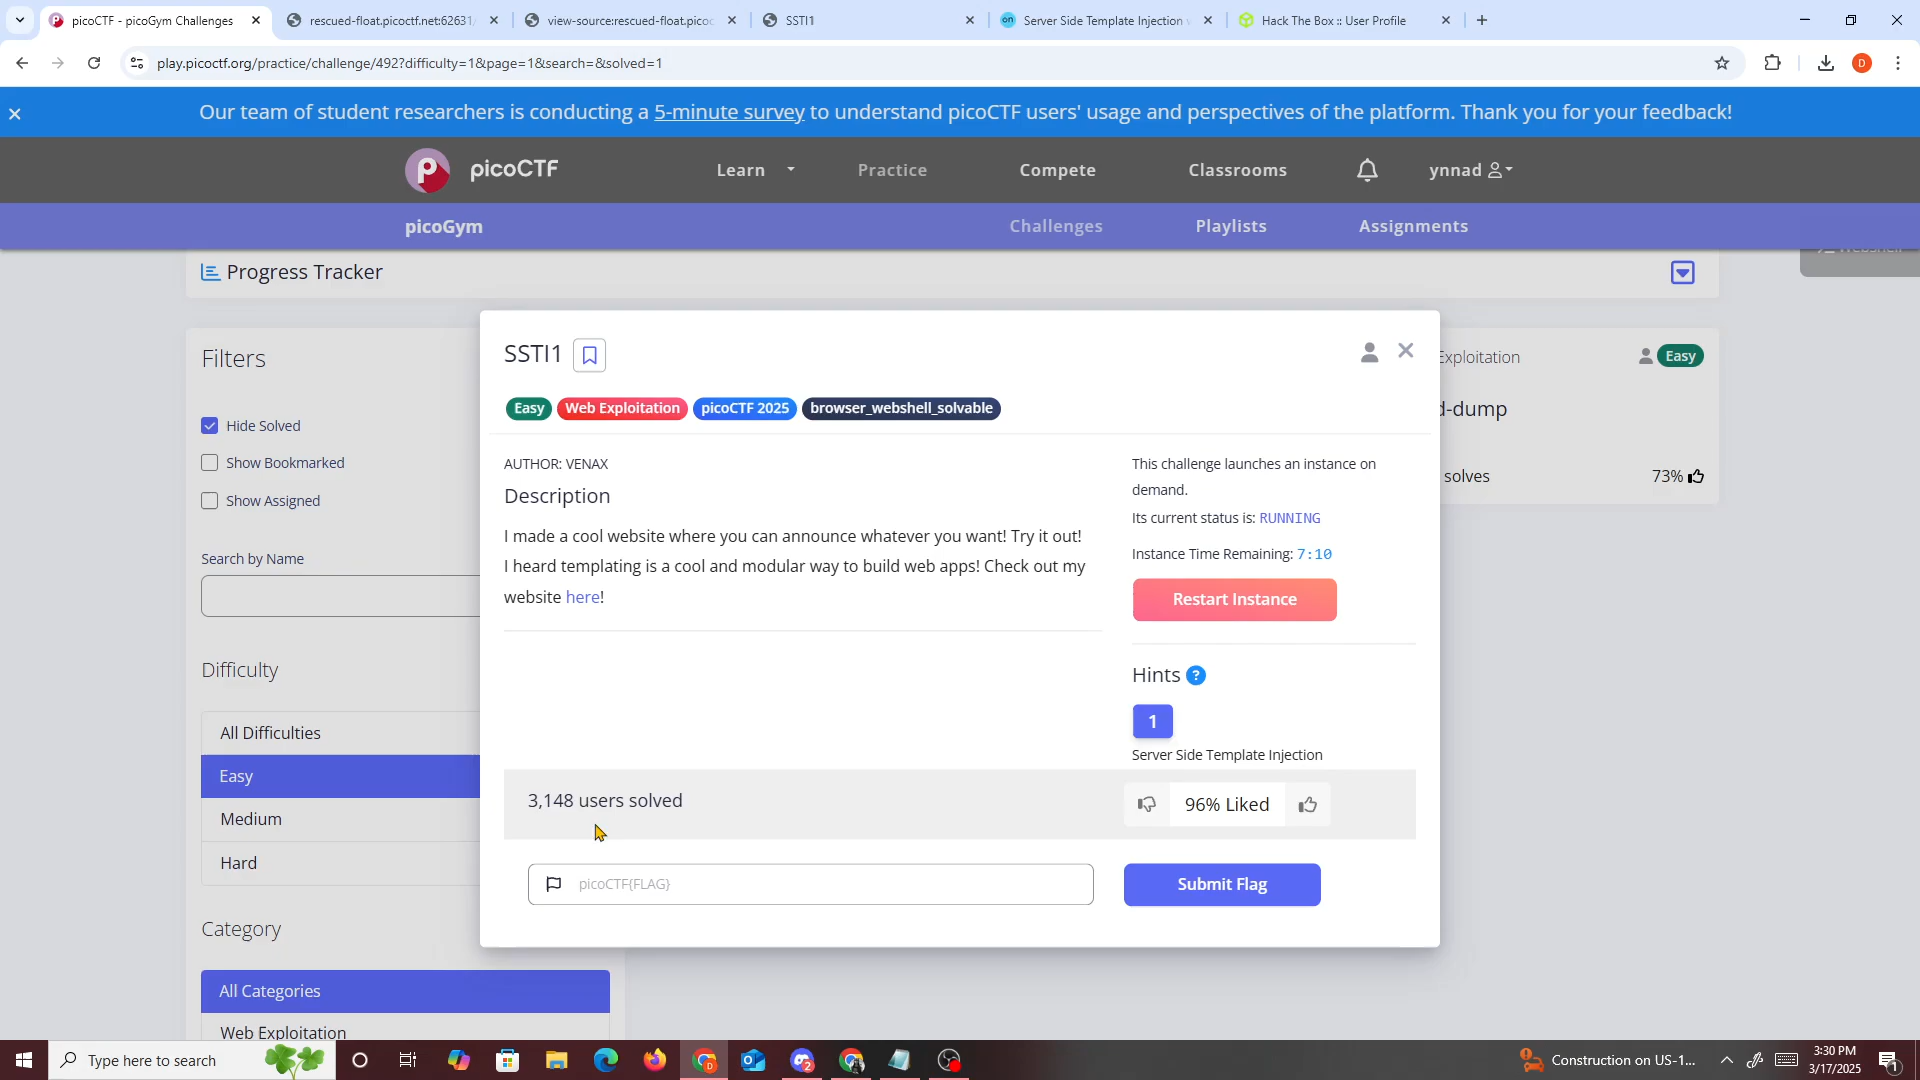 picoCTF - picoGym Challenges
rescued-float.picoctf.net:62631/
view-source:rescued-float.picoc
SSTI1
Server Side Template Injection
Hack The Box :: User Profile
play.picoctf.org/practice/challenge/492?difficulty=1&page=1&search=&solved=1
D
Our team of student researchers is conducting a 5-minute survey to understand picoCTF users' usage and perspectives of the platform. Thank you for your feedback!
picoCTF
Learn
Practice
Compete
Classrooms
ynnad
picoGym
Challenges
Playlists
Assignments
Progress Tracker
Filters
Hide Solved
Show Bookmarked
Show Assigned
Search by Name
Difficulty
All Difficulties
Easy
Medium
Hard
Category
All Categories
Web Exploitation
SSTI1
Easy
Web Exploitation
picoCTF 2025
browser_webshell_solvable
AUTHOR: VENAX
Description
I made a cool website where you can announce whatever you want! Try it out!
I heard templating is a cool and modular way to build web apps! Check out my
website here!
This challenge launches an instance on
demand.
Its current status is: RUNNING
Instance Time Remaining: 7:10
Restart Instance
Hints ?
1
Server Side Template Injection
3,148 users solved
96% Liked
picoCTF{FLAG}
Submit Flag
Exploitation
Easy
d-dump
solves
73%
Type here to search
D
2
Construction on US-1...
3:30 PM
3/17/2025
1